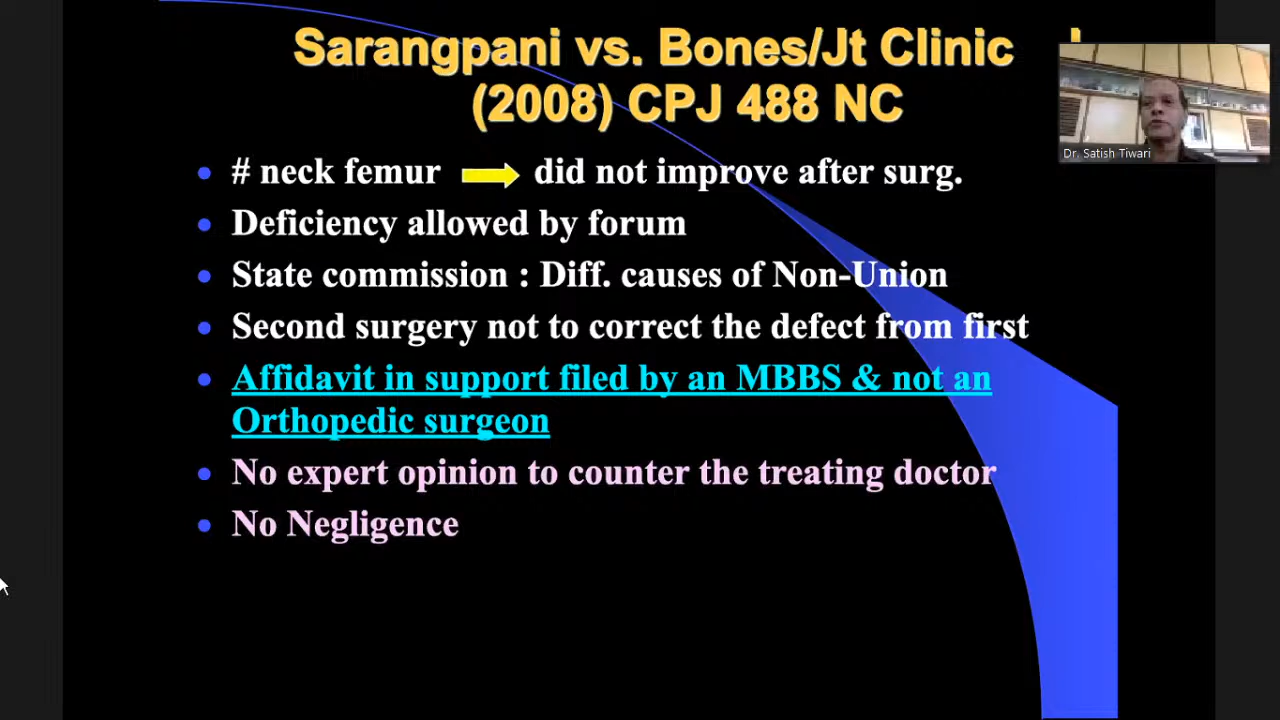 Sarangpani vs. Bones/Jt Clinic
(2008) CPJ 488 NC
Dr. Satish Tiwari
• # neck femur did not improve after surg.
• Deficiency allowed by forum
• State commission : Diff. causes of Non-Union
• Second surgery not to correct the defect from first
• Affidavit in support filed by an MBBS & not an
Orthopedic surgeon
• No expert opinion to counter the treating doctor
• No Negligence